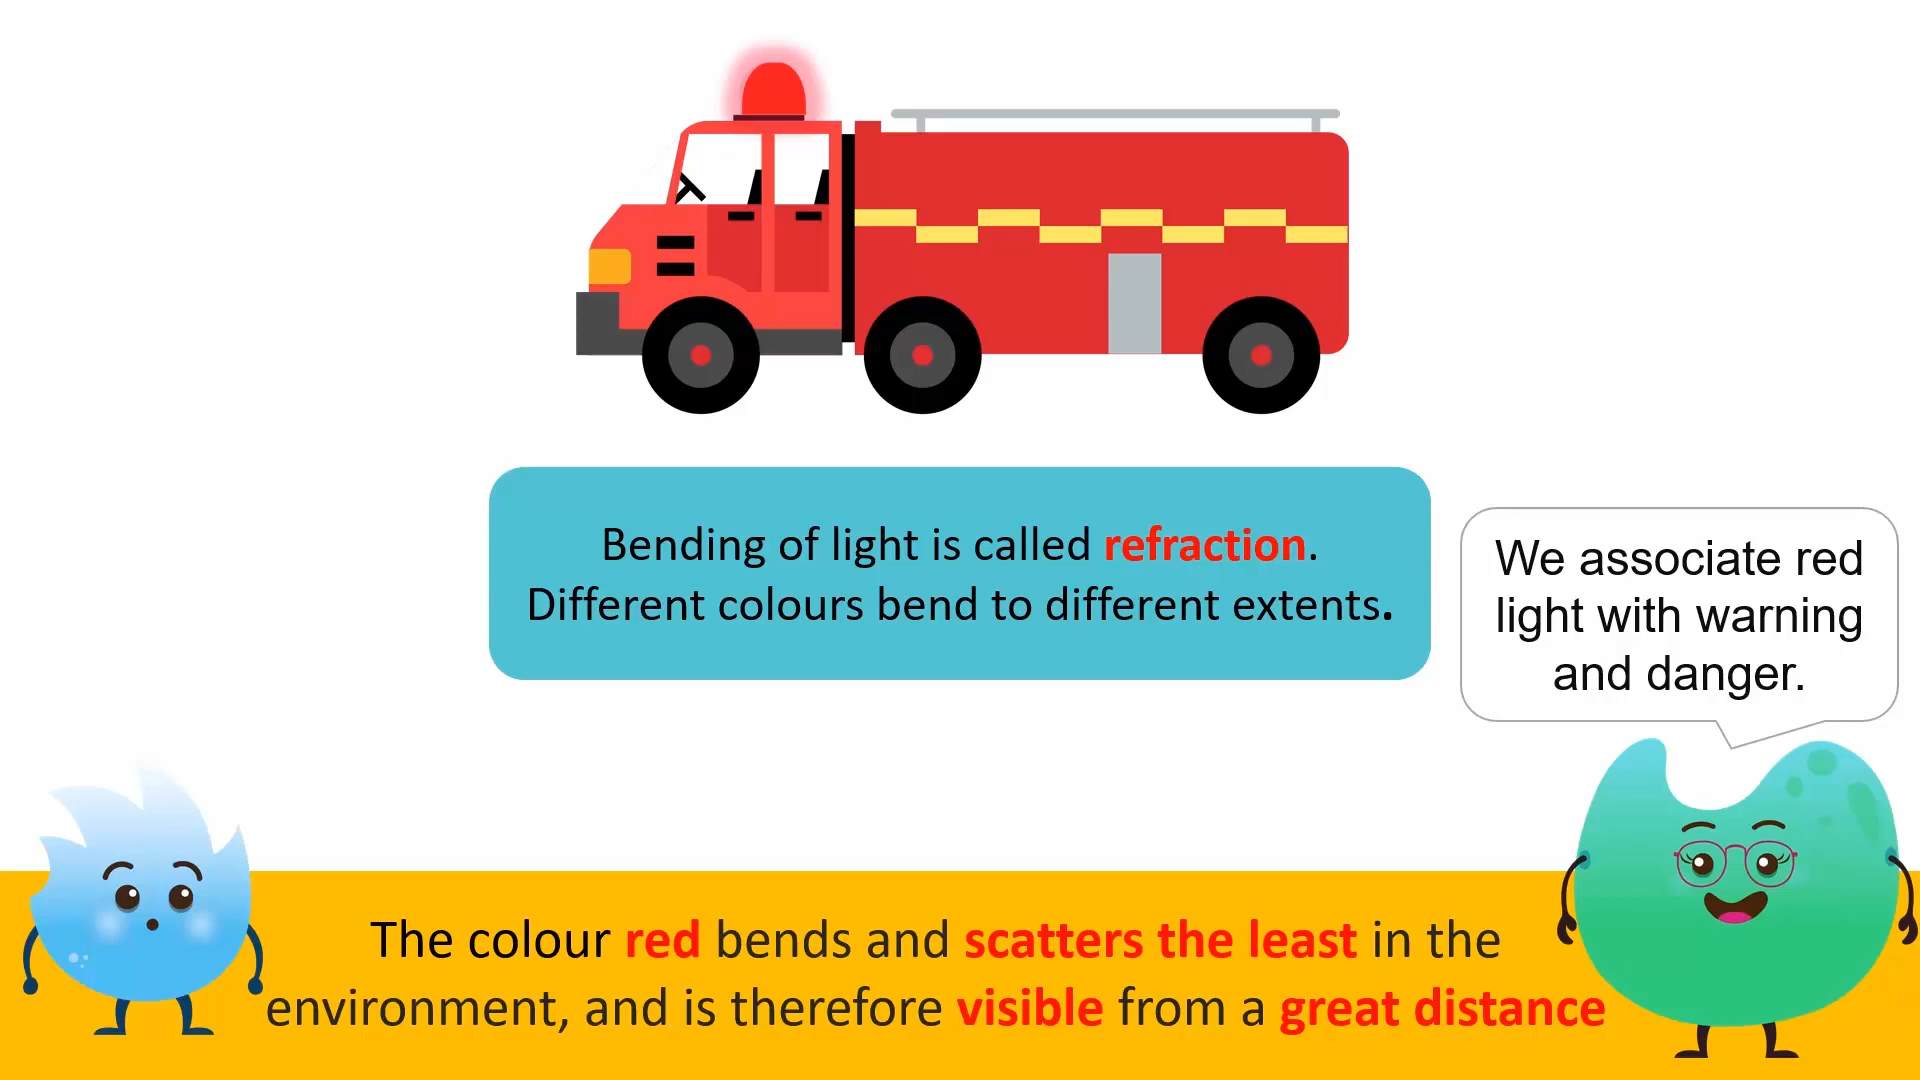 Bending of light is called refraction.
Different colours bend to different extents.
We associate red
light with warning
and danger.
The colour red bends and scatters the least in the
environment, and is therefore visible from a great distance